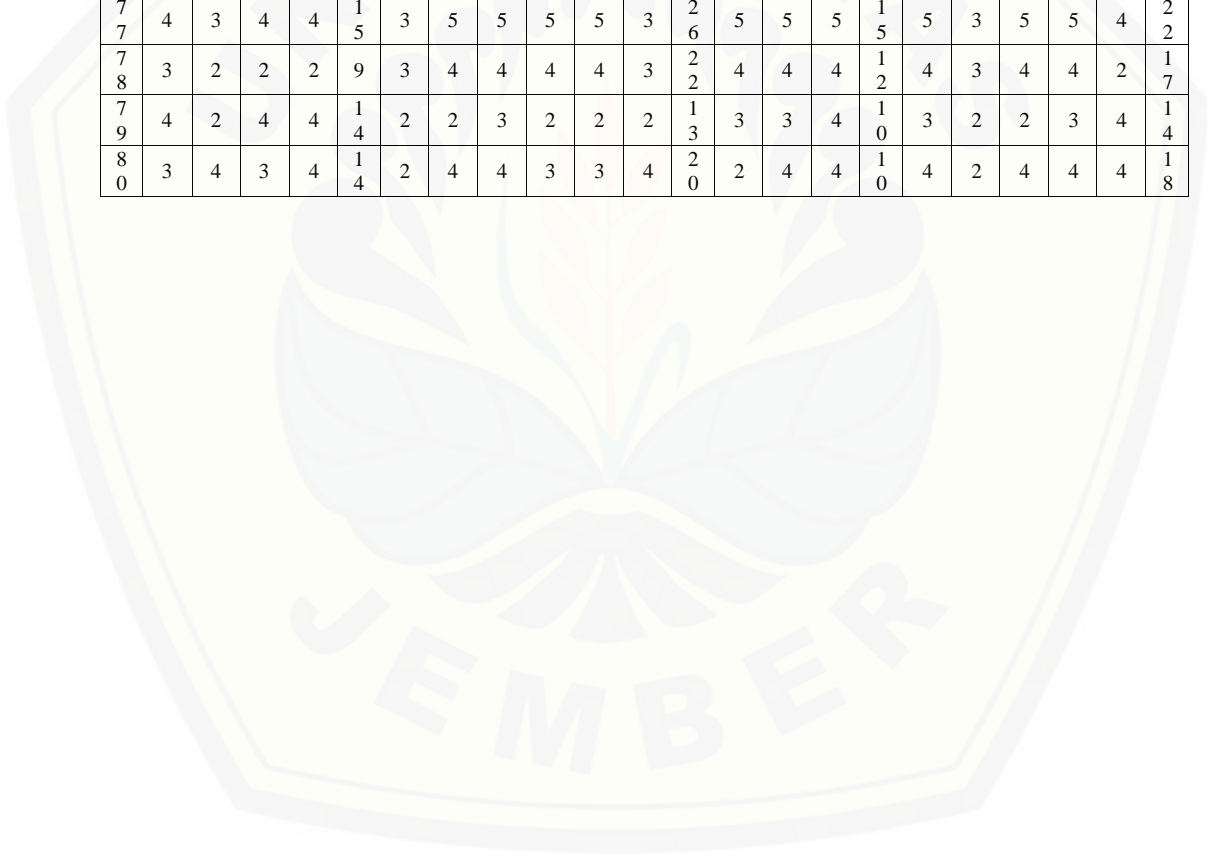 77 4 3 4 4 15 3 5 5 5 5 3 26 5 5 5 15 5 3 5 5 4 22
78 3 2 2 2 9 3 4 4 4 4 3 22 4 4 4 12 4 3 4 4 2 17
79 4 2 4 4 14 2 2 3 2 2 2 13 3 3 4 10 3 2 2 3 4 14
80 3 4 3 4 14 2 4 4 3 3 4 20 2 4 4 10 4 2 4 4 4 18
JEMBER